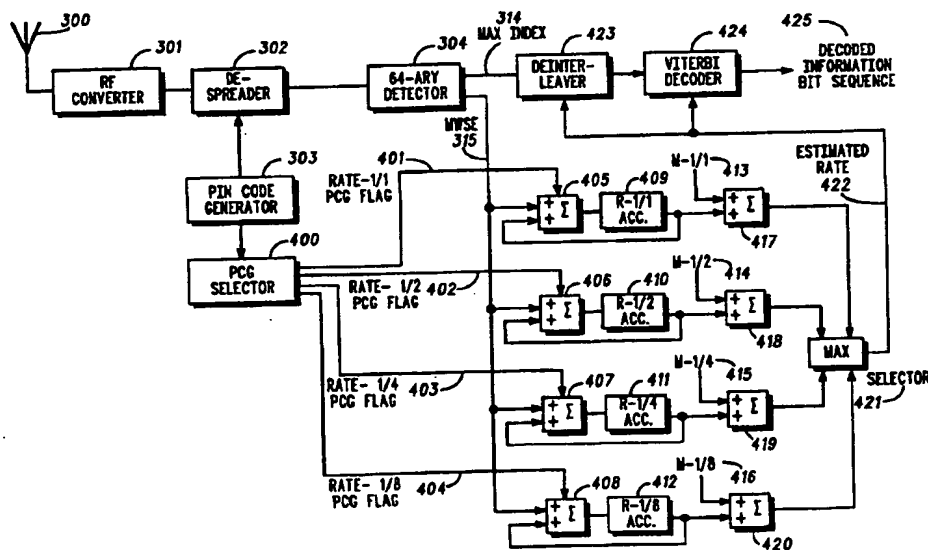 300
RF
CONVERTER
301
DE-
SPREADER
302
64-ARY
DETECTOR
304
314
MAX INDEX
DEINTER-
LEAVER
423
VITERBI
DECODER
424
425
DECODED
INFORMATION
BIT SEQUENCE
MWSE
315
303
PIN CODE
GENERATOR
400
PCG
SELECTOR
401
RATE-1/1
PCG FLAG
+
+ Σ
405
409
R-1/1
ACC.
M-1/1
413
+
+ Σ
417
ESTIMATED
RATE
422
RATE- 1/2
PCG FLAG
402
+
+ Σ
406
410
R-1/2
ACC.
M-1/2
414
+
+ Σ
418
MAX
SELECTOR
421
RATE- 1/4
PCG FLAG
403
+
+ Σ
407
411
R-1/4
ACC.
M-1/4
415
+
+ Σ
419
RATE- 1/8
PCG FLAG
404
+
+ Σ
408
412
R-1/8
ACC.
M-1/8
416
+
+ Σ
420